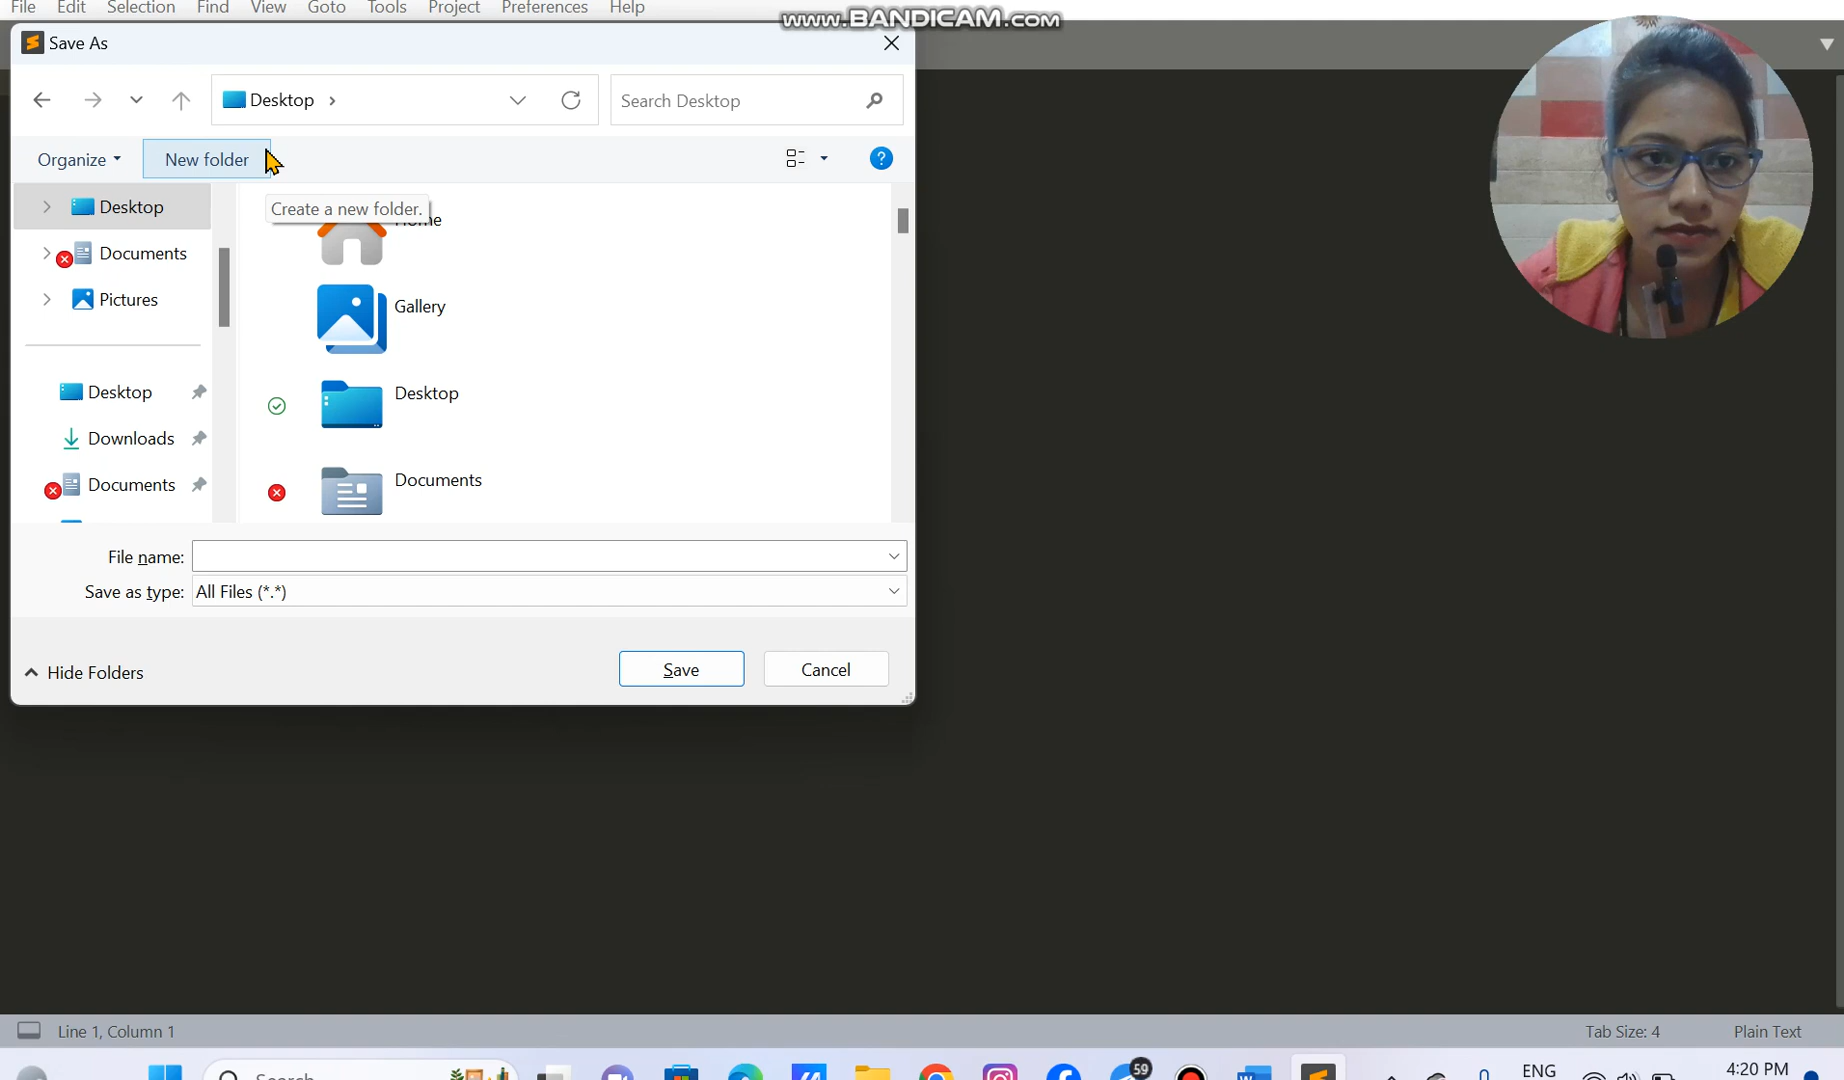 File Edit Selection Find View Goto Tools Project Preferences Help
www.BANDICAM.com
Save As
Desktop
Search Desktop
Organize New folder
Create a new folder.
Desktop
Documents
Pictures
Desktop
Downloads
Documents
Gallery
Desktop
Documents
File name:
Save as type: All Files (*.*)
Hide Folders
Save Cancel
Line 1, Column 1
Tab Size: 4 Plain Text
Search
59
ENG
4:20 PM